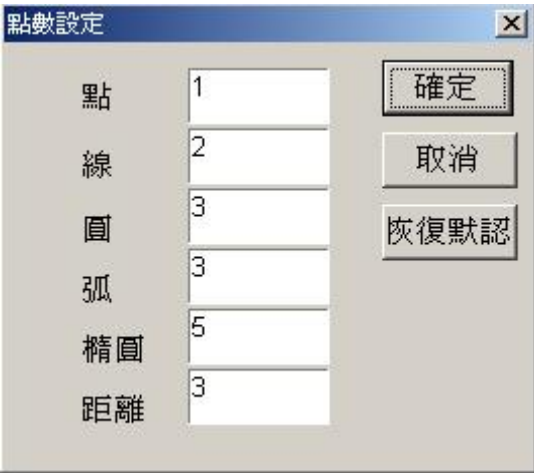 點數設定
點 1
線 2
圓 3
弧 3
橢圓 5
距離 3
確定
取消
恢復默認